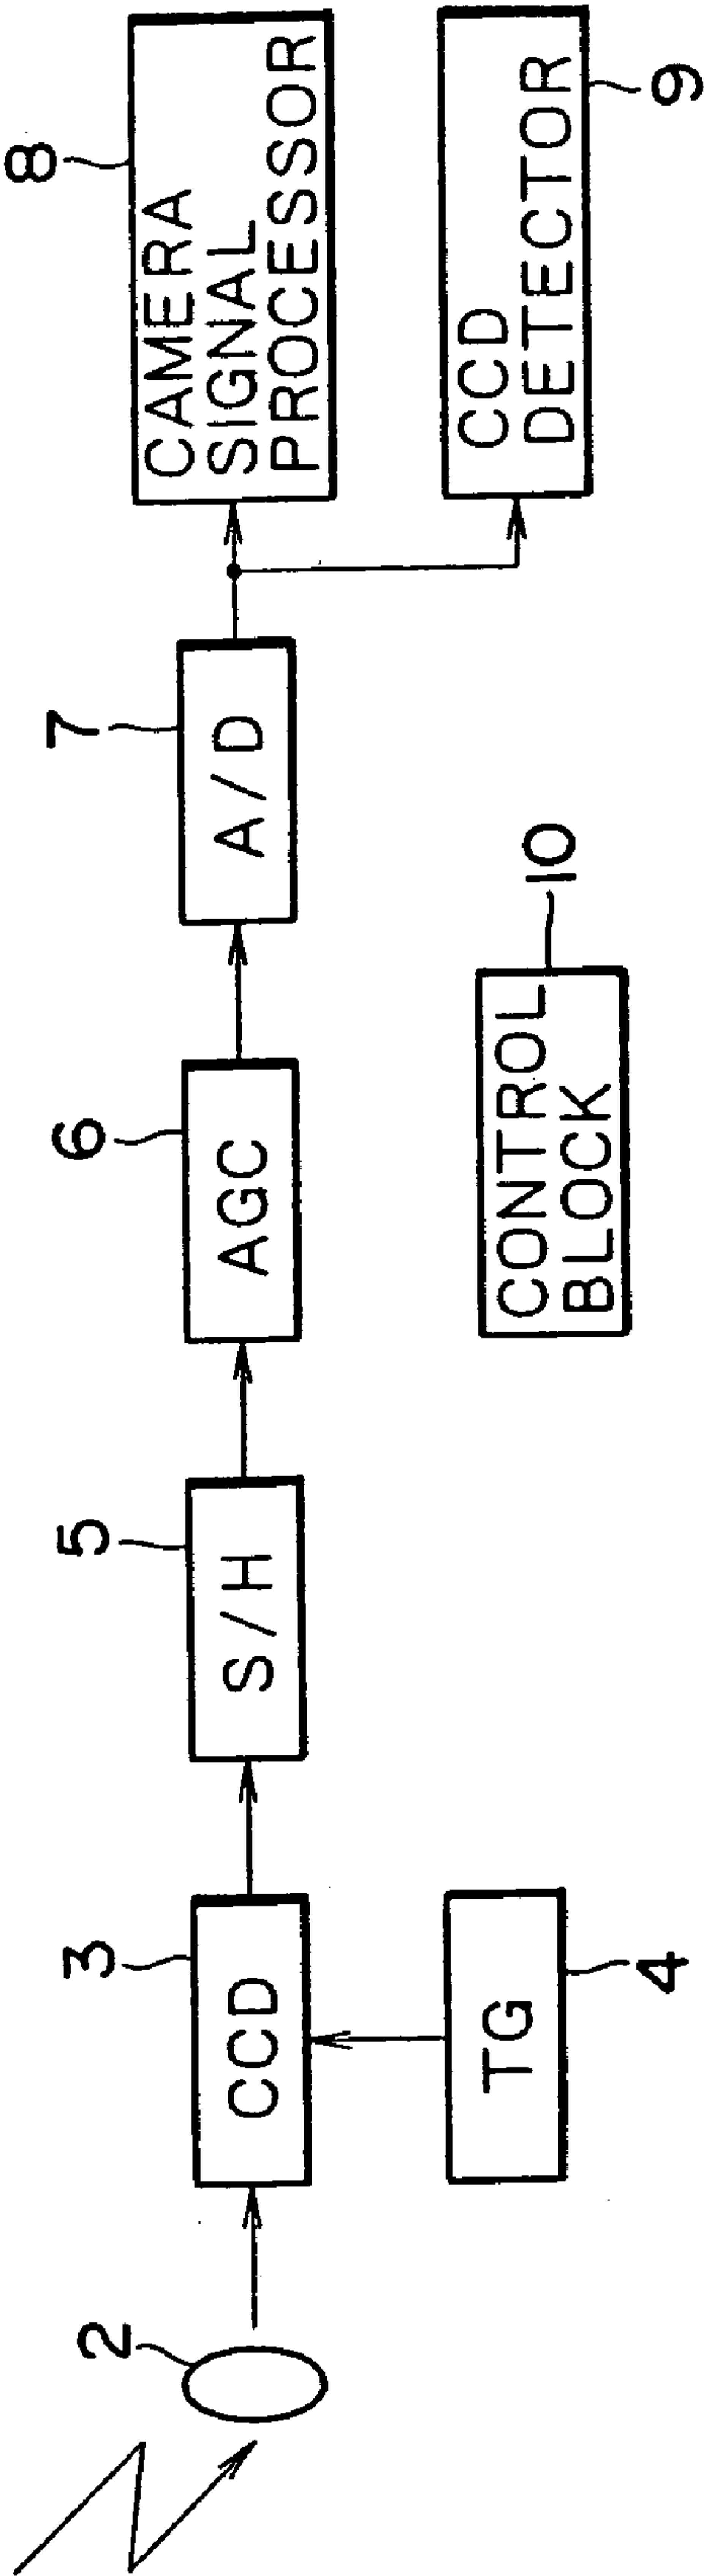 2
3
CCD
4
TG
5
S/H
6
AGC
7
A/D
8
CAMERA
SIGNAL
PROCESSOR
9
CCD
DETECTOR
10
CONTROL
BLOCK